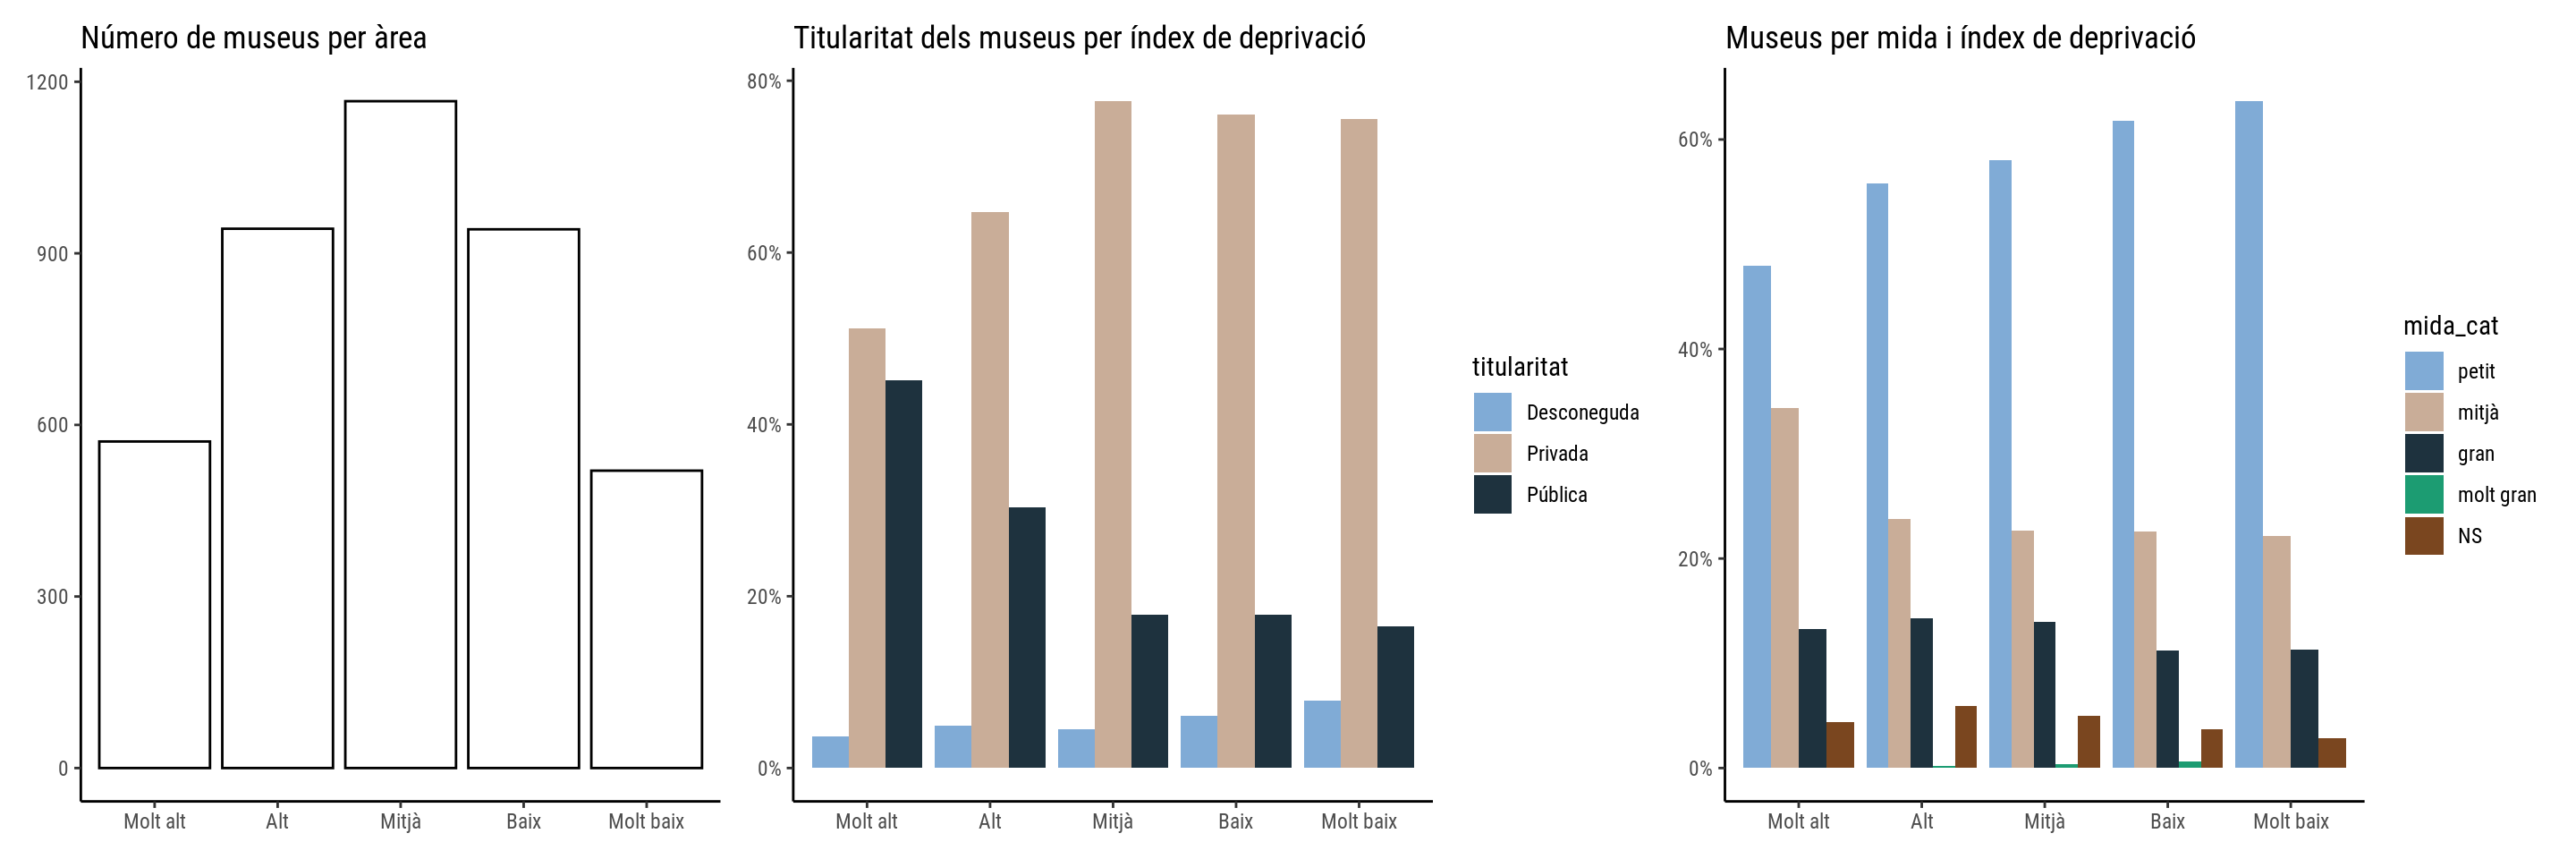 Número de museus per àrea
1200
900
600
300
0
Molt alt
Alt
Mitjà
Baix
Molt baix
Titularitat dels museus per índex de deprivació
80%
60%
40%
20%
0%
Molt alt
Alt
Mitjà
Baix
Molt baix
titularitat
Desconeguda
Privada
Pública
Museus per mida i índex de deprivació
60%
40%
20%
0%
Molt alt
Alt
Mitjà
Baix
Molt baix
mida_cat
petit
mitjà
gran
molt gran
NS